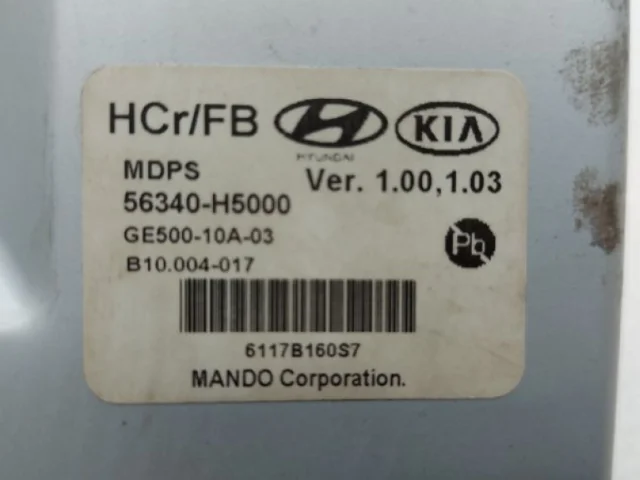 HCr/FB HYUNDAI KIA
MDPS Ver. 1.00,1.03
56340-H5000
GE500-10A-03 Pb
B10.004-017
6117B160S7
MANDO Corporation.